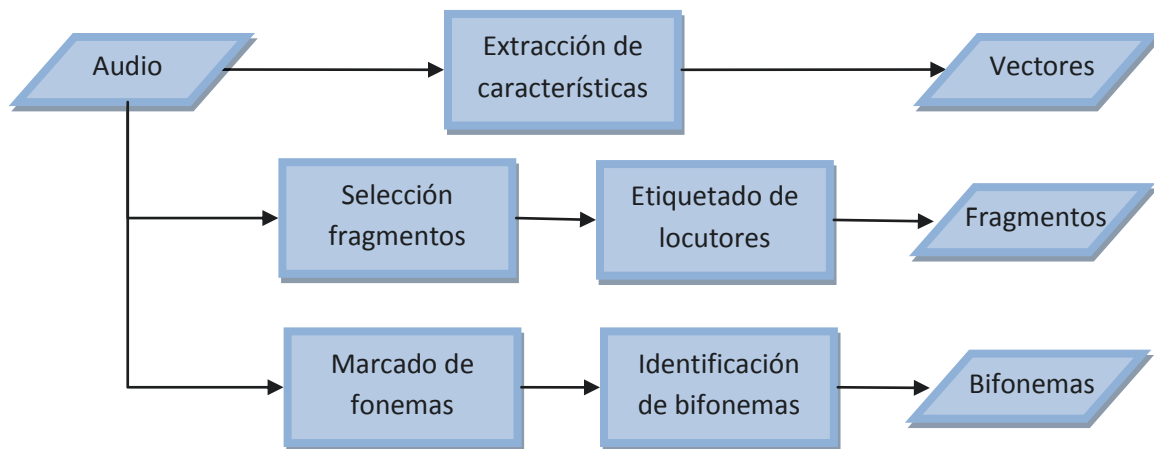 Audio
Extracción de
características
Vectores
Selección
fragmentos
Etiquetado de
locutores
Fragmentos
Marcado de
fonemas
Identificación
de bifonemas
Bifonemas